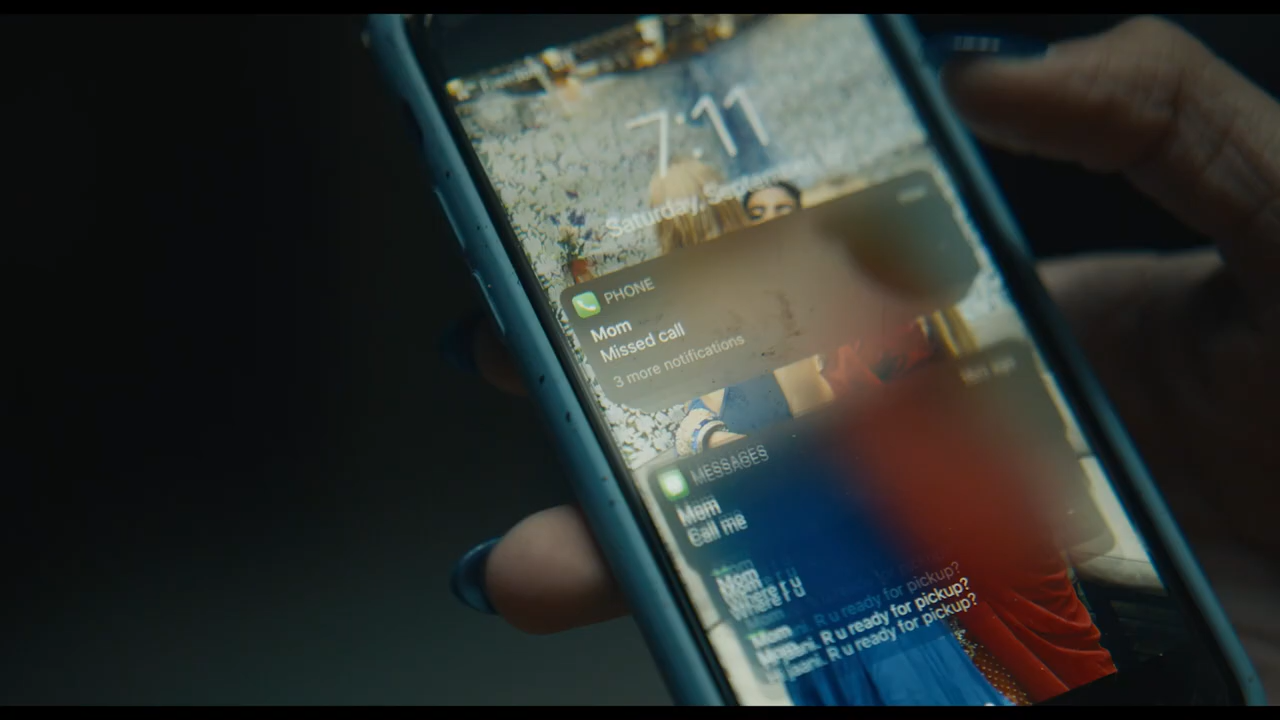 7:11
Saturday, September
PHONE
Mom
Missed call
3 more notifications
MESSAGES
Mom
Call me
Mom
Where r u
Mom
jaani. R u ready for pickup?